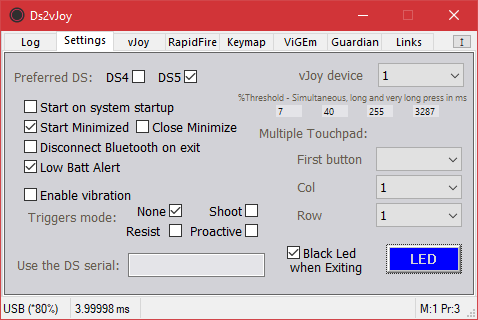 Ds2vJoy
Log Settings vJoy RapidFire Keymap ViGEm Guardian Links
Preferred DS: DS4 DS5
vJoy device 1
%Threshold - Simultaneous, long and very long press in ms
7 40 255 3287
Start on system startup
Start Minimized Close Minimize
Disconnect Bluetooth on exit
Low Batt Alert
Multiple Touchpad:
First button
Col 1
Row 1
Enable vibration
Triggers mode: None Shoot
Resist Proactive
Use the DS serial:
Black Led
when Exiting
LED
USB (*80%) 3.99998 ms M:1 Pr:3